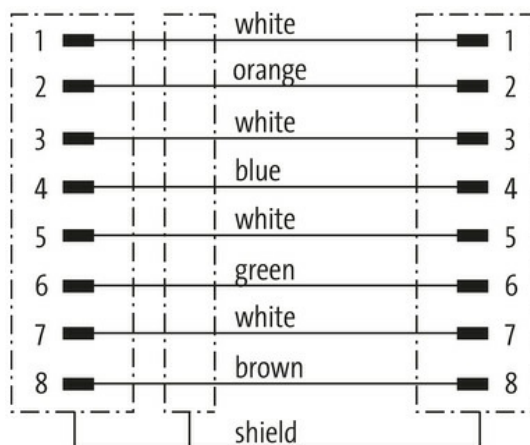 1 white 1
2 orange 2
3 white 3
4 blue 4
5 white 5
6 green 6
7 white 7
8 brown 8
shield